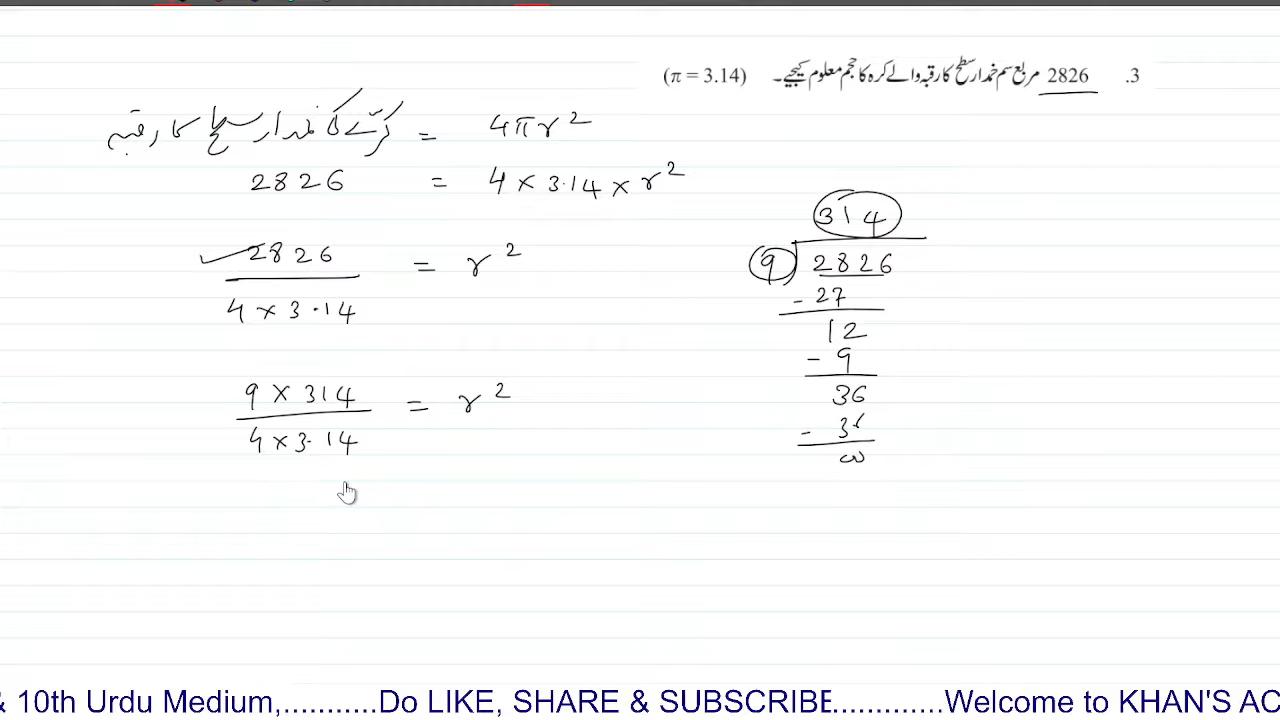 3. 2826 مربع سم خمدار سطح کا رقبہ والے کرہ کا حجم معلوم کیجیے۔ (π = 3.14)
کرّے کی خمدار سطح کا رقبہ = 4πr²
2826 = 4 × 3.14 × r²
2826
4 × 3.14
= r²
9 × 314
4 × 3.14
= r²
314
9 2826
- 27
12
- 9
36
- 36
00
& 10th Urdu Medium,...........Do LIKE, SHARE & SUBSCRIBE.............Welcome to KHAN'S AC